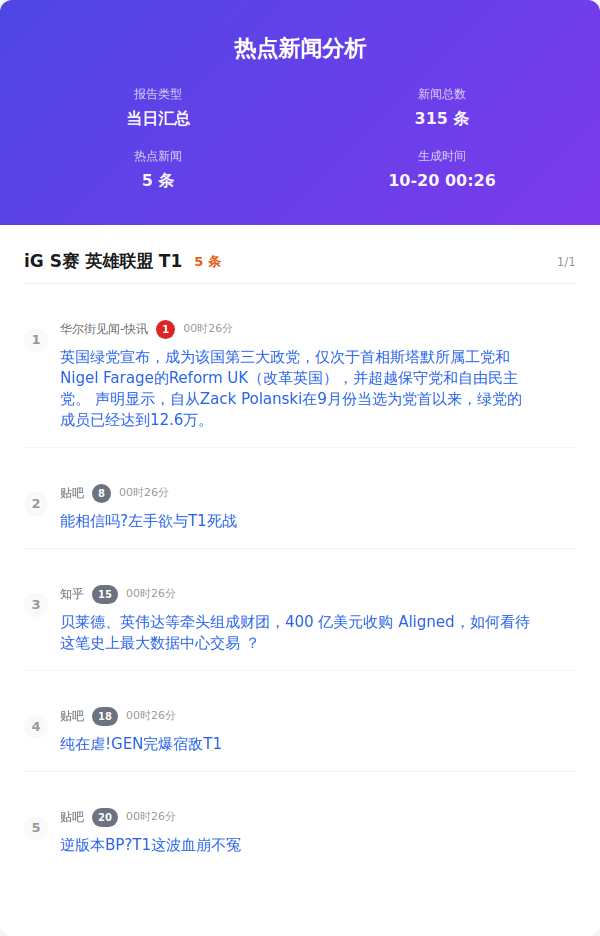 热点新闻分析
报告类型
新闻总数
当日汇总
315 条
热点新闻
生成时间
5 条
10-20 00:26
iG S赛 英雄联盟 T1 5 条 1/1
1
华尔街见闻-快讯 1 00时26分
英国绿党宣布，成为该国第三大政党，仅次于首相斯塔默所属工党和
Nigel Farage的Reform UK（改革英国），并超越保守党和自由民主
党。 声明显示，自从Zack Polanski在9月份当选为党首以来，绿党的
成员已经达到12.6万。
2
贴吧 8 00时26分
能相信吗?左手欲与T1死战
3
知乎 15 00时26分
贝莱德、英伟达等牵头组成财团，400 亿美元收购 Aligned，如何看待
这笔史上最大数据中心交易 ？
4
贴吧 18 00时26分
纯在虐!GEN完爆宿敌T1
5
贴吧 20 00时26分
逆版本BP?T1这波血崩不冤